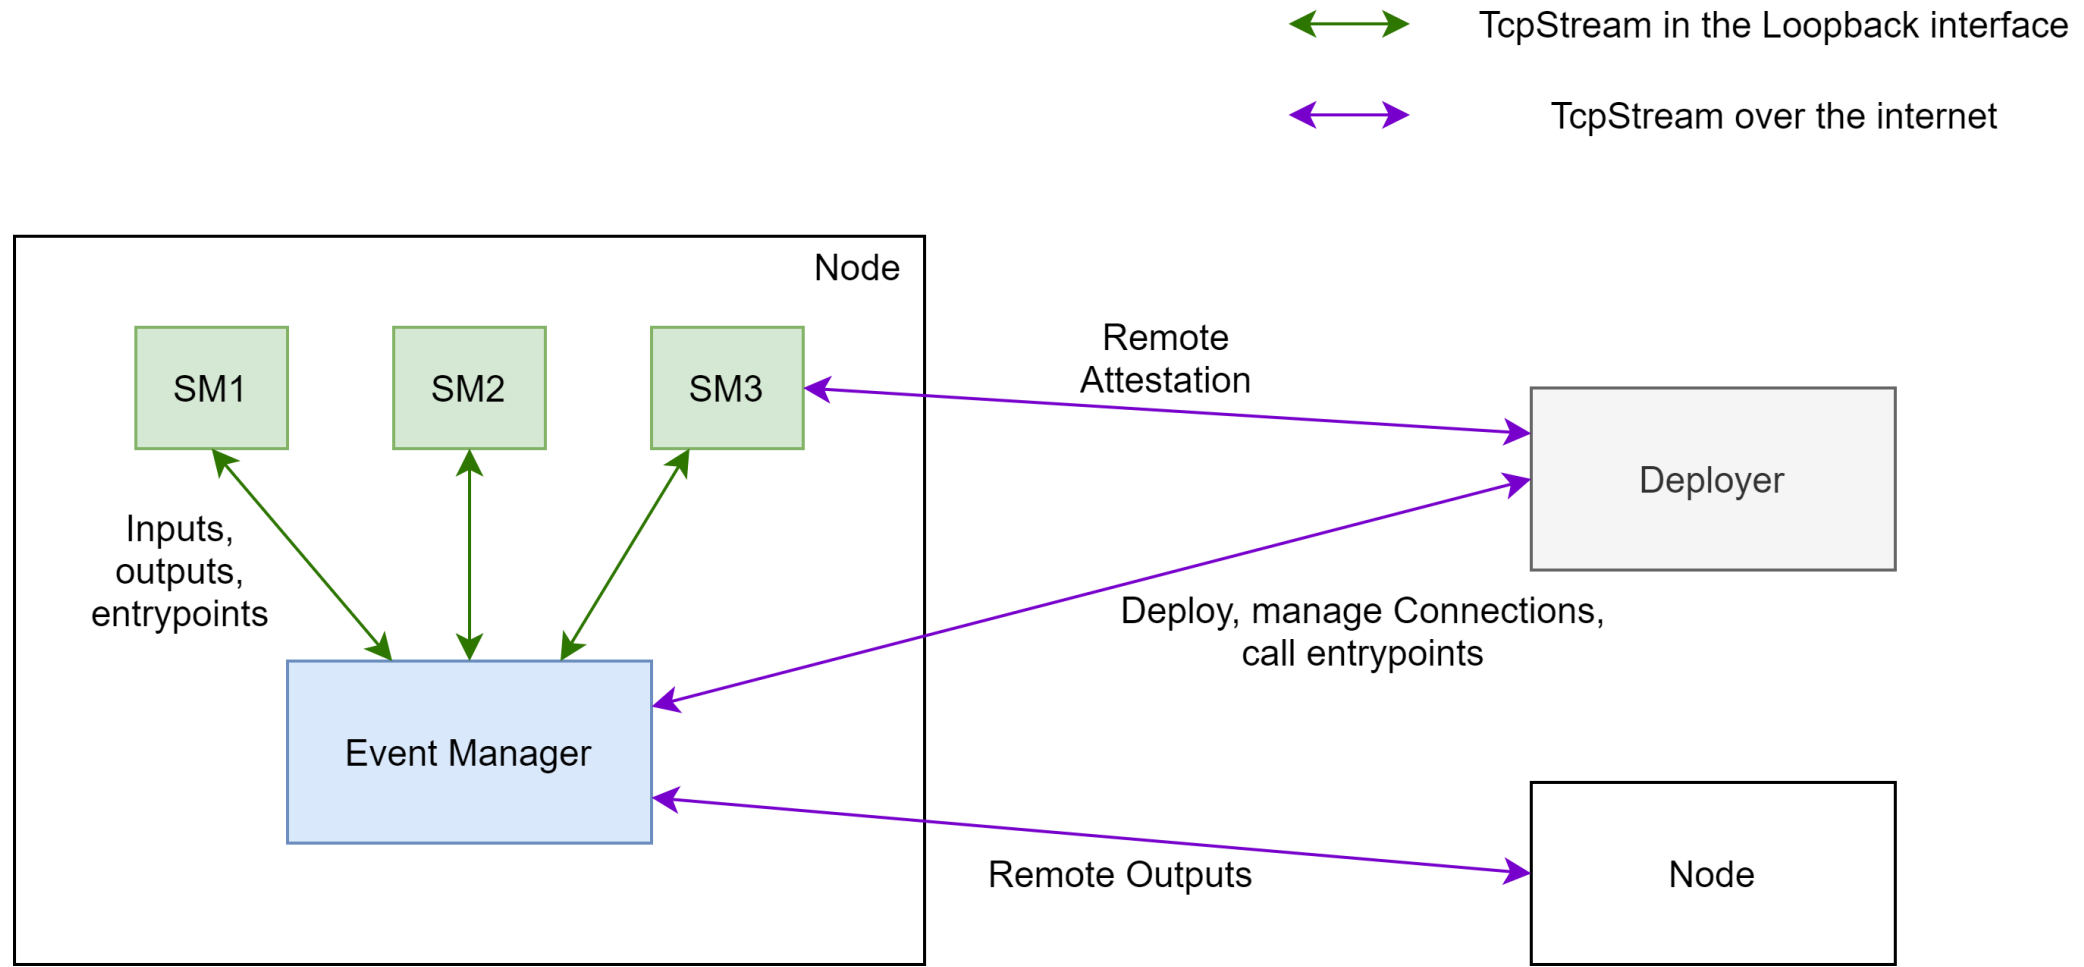 TcpStream in the Loopback interface
TcpStream over the internet
Node
SM1
SM2
SM3
Remote
Attestation
Deployer
Inputs,
outputs,
entrypoints
Deploy, manage Connections,
call entrypoints
Event Manager
Remote Outputs
Node